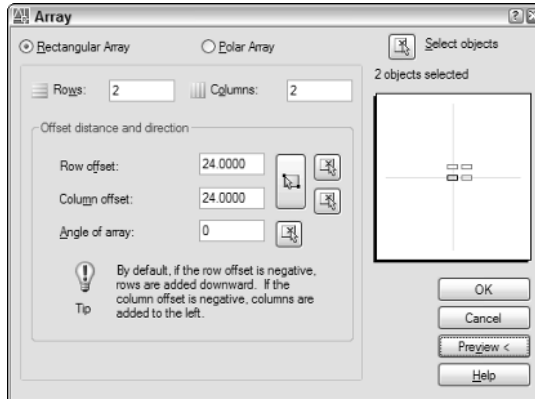 Array
Rectangular Array
Polar Array
Select objects
2 objects selected
Rows: 2
Columns: 2
Offset distance and direction
Row offset: 24.0000
Column offset: 24.0000
Angle of array: 0
Tip
By default, if the row offset is negative,
rows are added downward. If the
column offset is negative, columns are
added to the left.
OK
Cancel
Preview <
Help